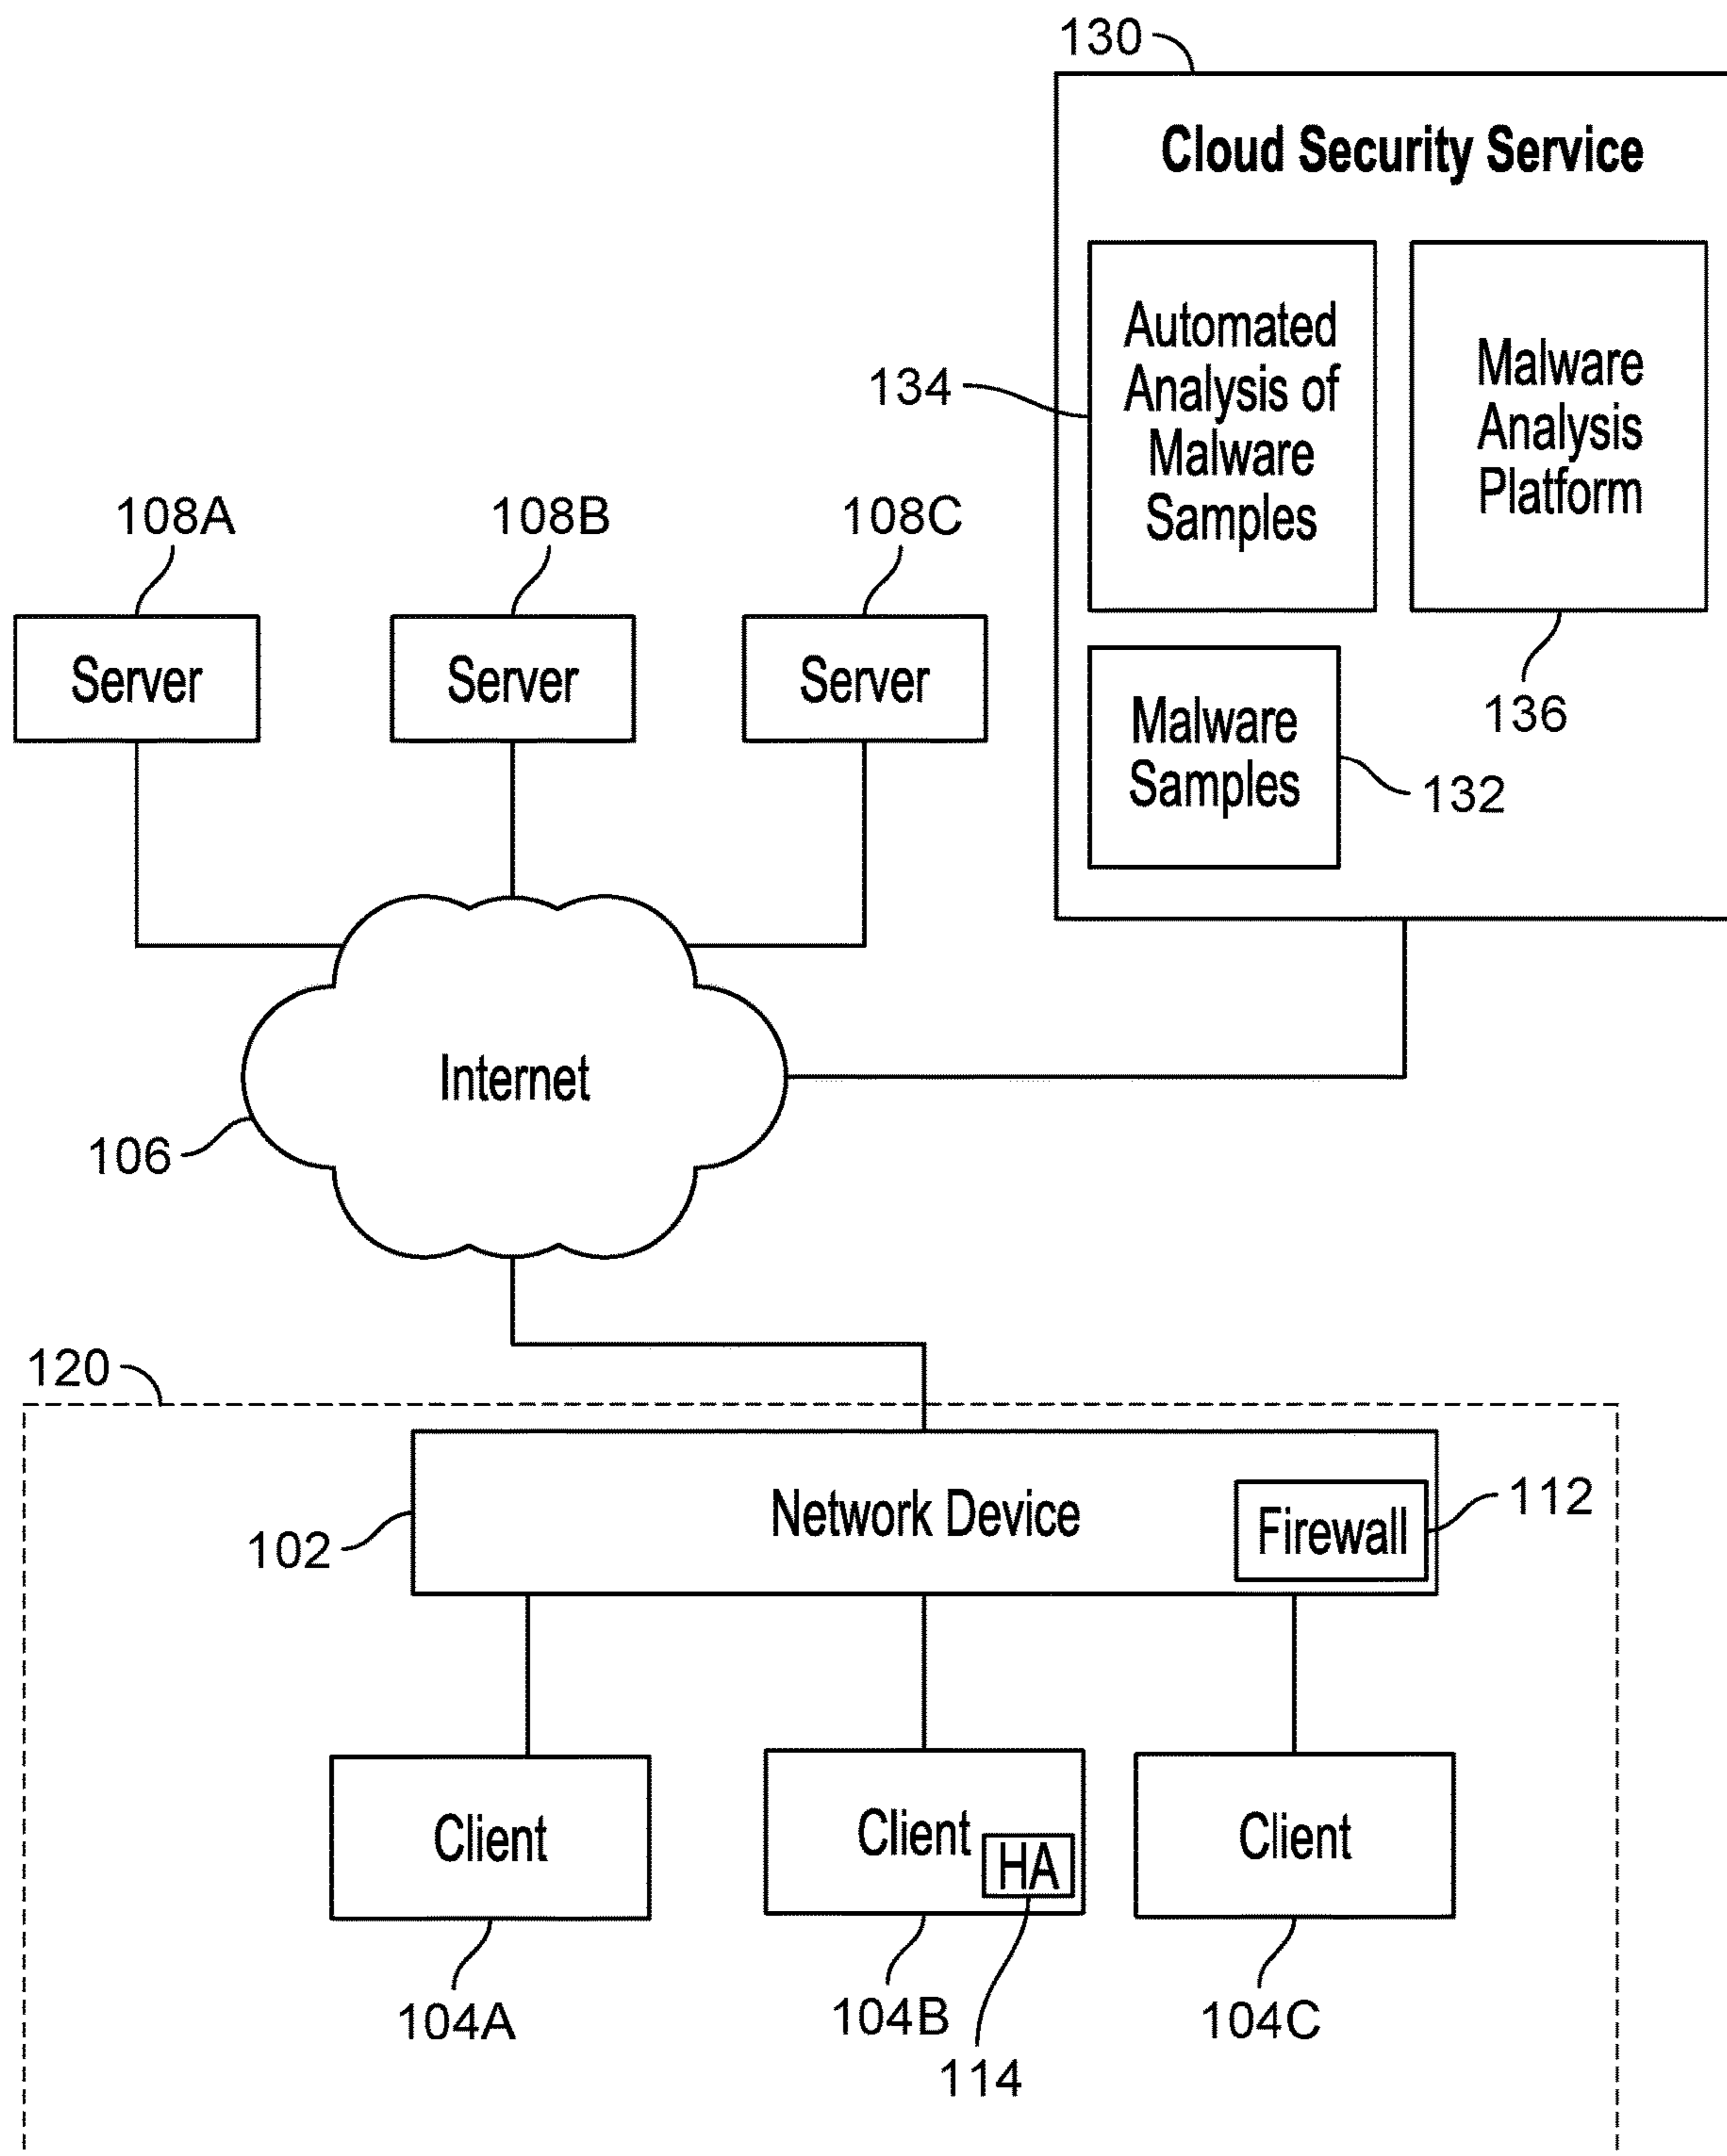 130
Cloud Security Service
Automated
Analysis of
Malware
Samples
134
Malware
Analysis
Platform
136
Malware
Samples
132
108A
108B
108C
Server
Server
Server
Internet
106
120
Network Device
Firewall
112
102
Client
Client
HA
Client
104A
104B
104C
114